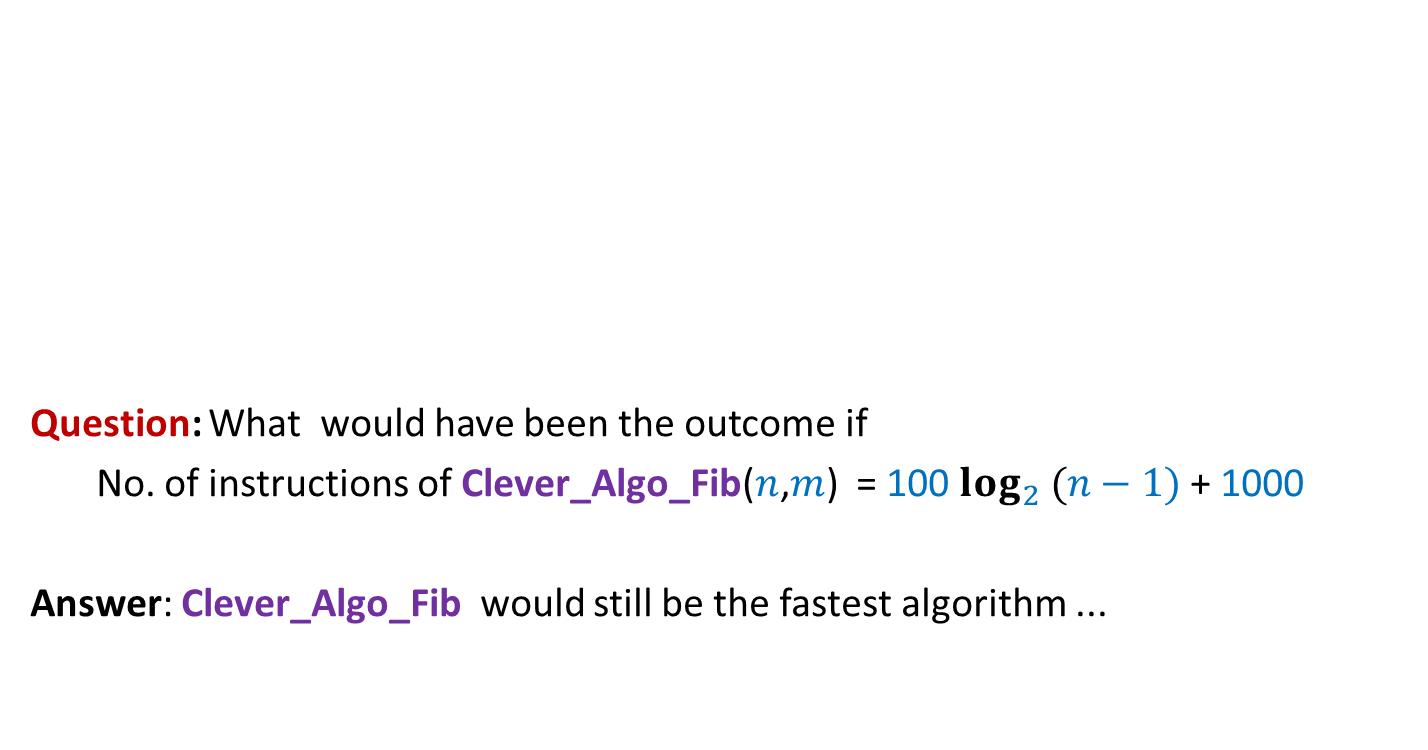 Question: What would have been the outcome if
No. of instructions of Clever_Algo_Fib(n,m) = 100 log₂ (n − 1) + 1000
Answer: Clever_Algo_Fib would still be the fastest algorithm ...